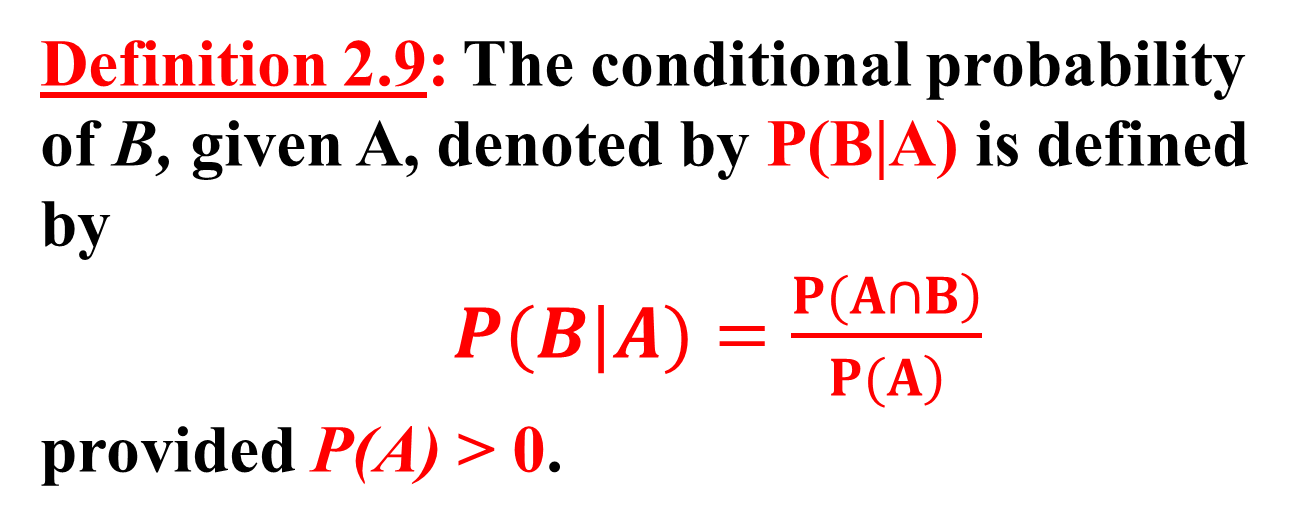 Definition 2.9: The conditional probability
of B, given A, denoted by P(B|A) is defined
by
P(B|A) = P(A∩B) / P(A)
provided P(A) > 0.